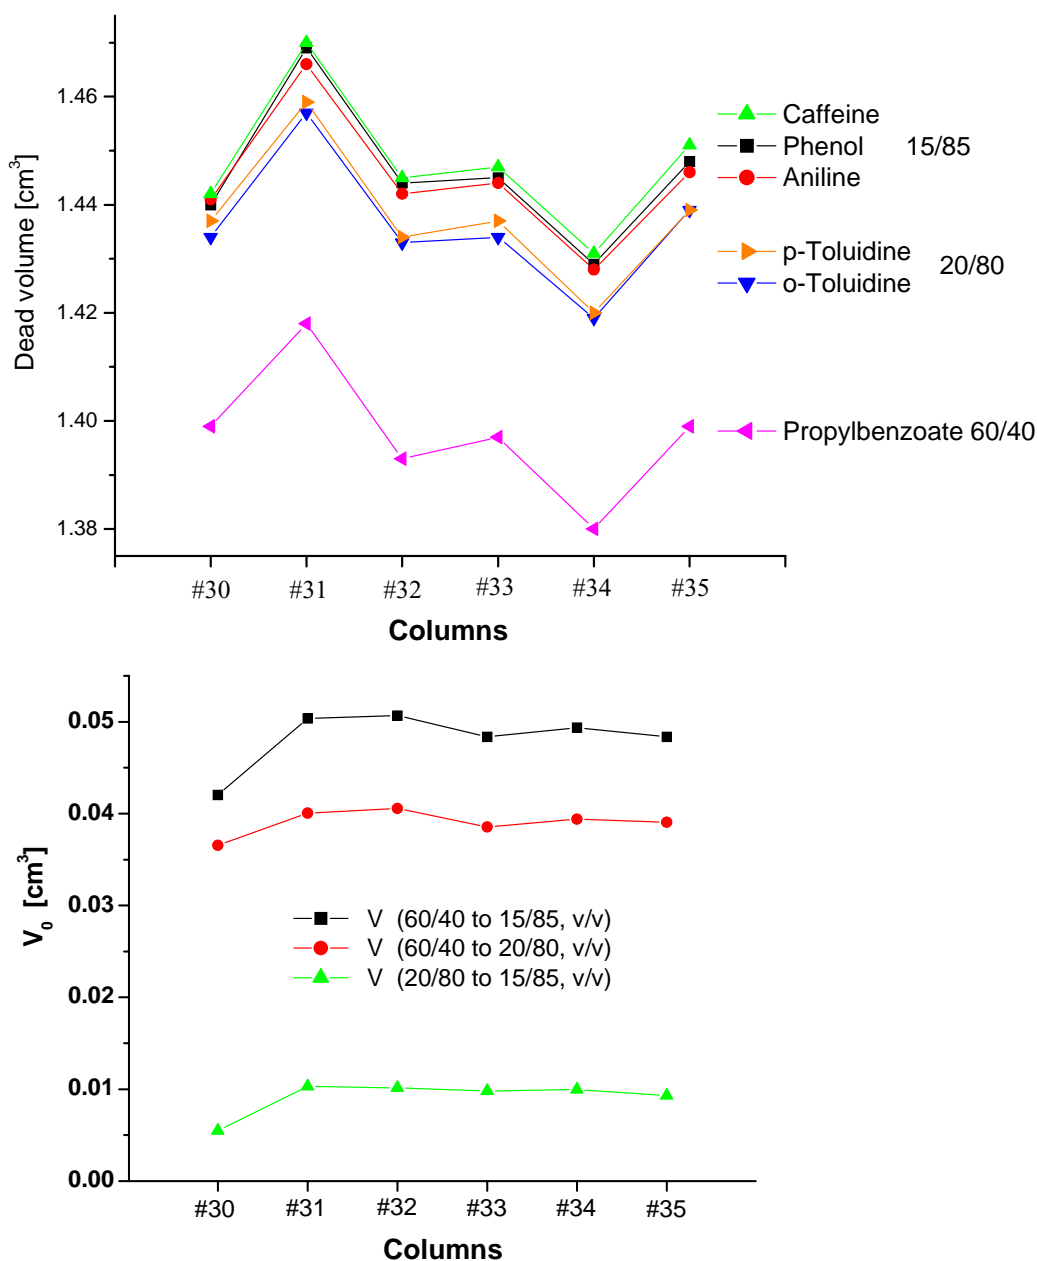 Dead volume [cm³]
1.46
1.44
1.42
1.40
1.38
Caffeine
Phenol 15/85
Aniline
p-Toluidine
20/80
o-Toluidine
Propylbenzoate 60/40
#30 #31 #32 #33 #34 #35
Columns
V₀ [cm³]
0.05
0.04
0.03
0.02
0.01
0.00
V (60/40 to 15/85, v/v)
V (60/40 to 20/80, v/v)
V (20/80 to 15/85, v/v)
#30 #31 #32 #33 #34 #35
Columns